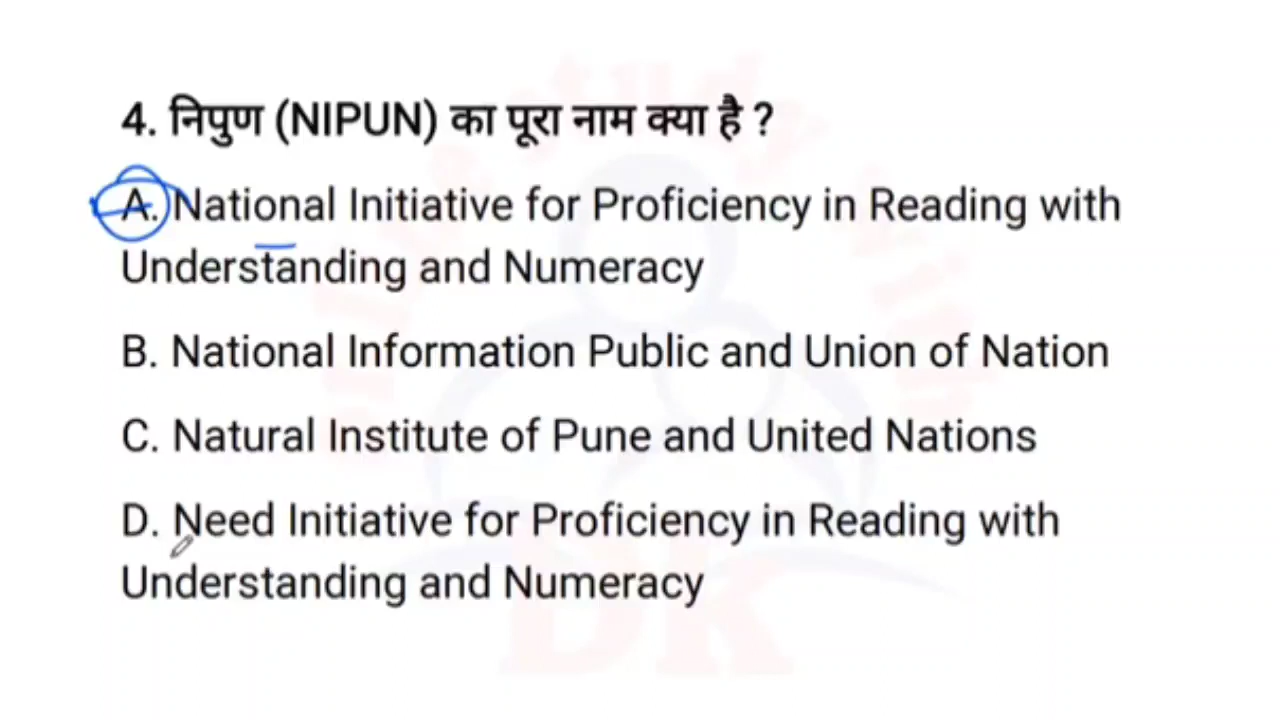 4. निपुण (NIPUN) का पूरा नाम क्या है ?
A. National Initiative for Proficiency in Reading with
Understanding and Numeracy
B. National Information Public and Union of Nation
C. Natural Institute of Pune and United Nations
D. Need Initiative for Proficiency in Reading with
Understanding and Numeracy
DK